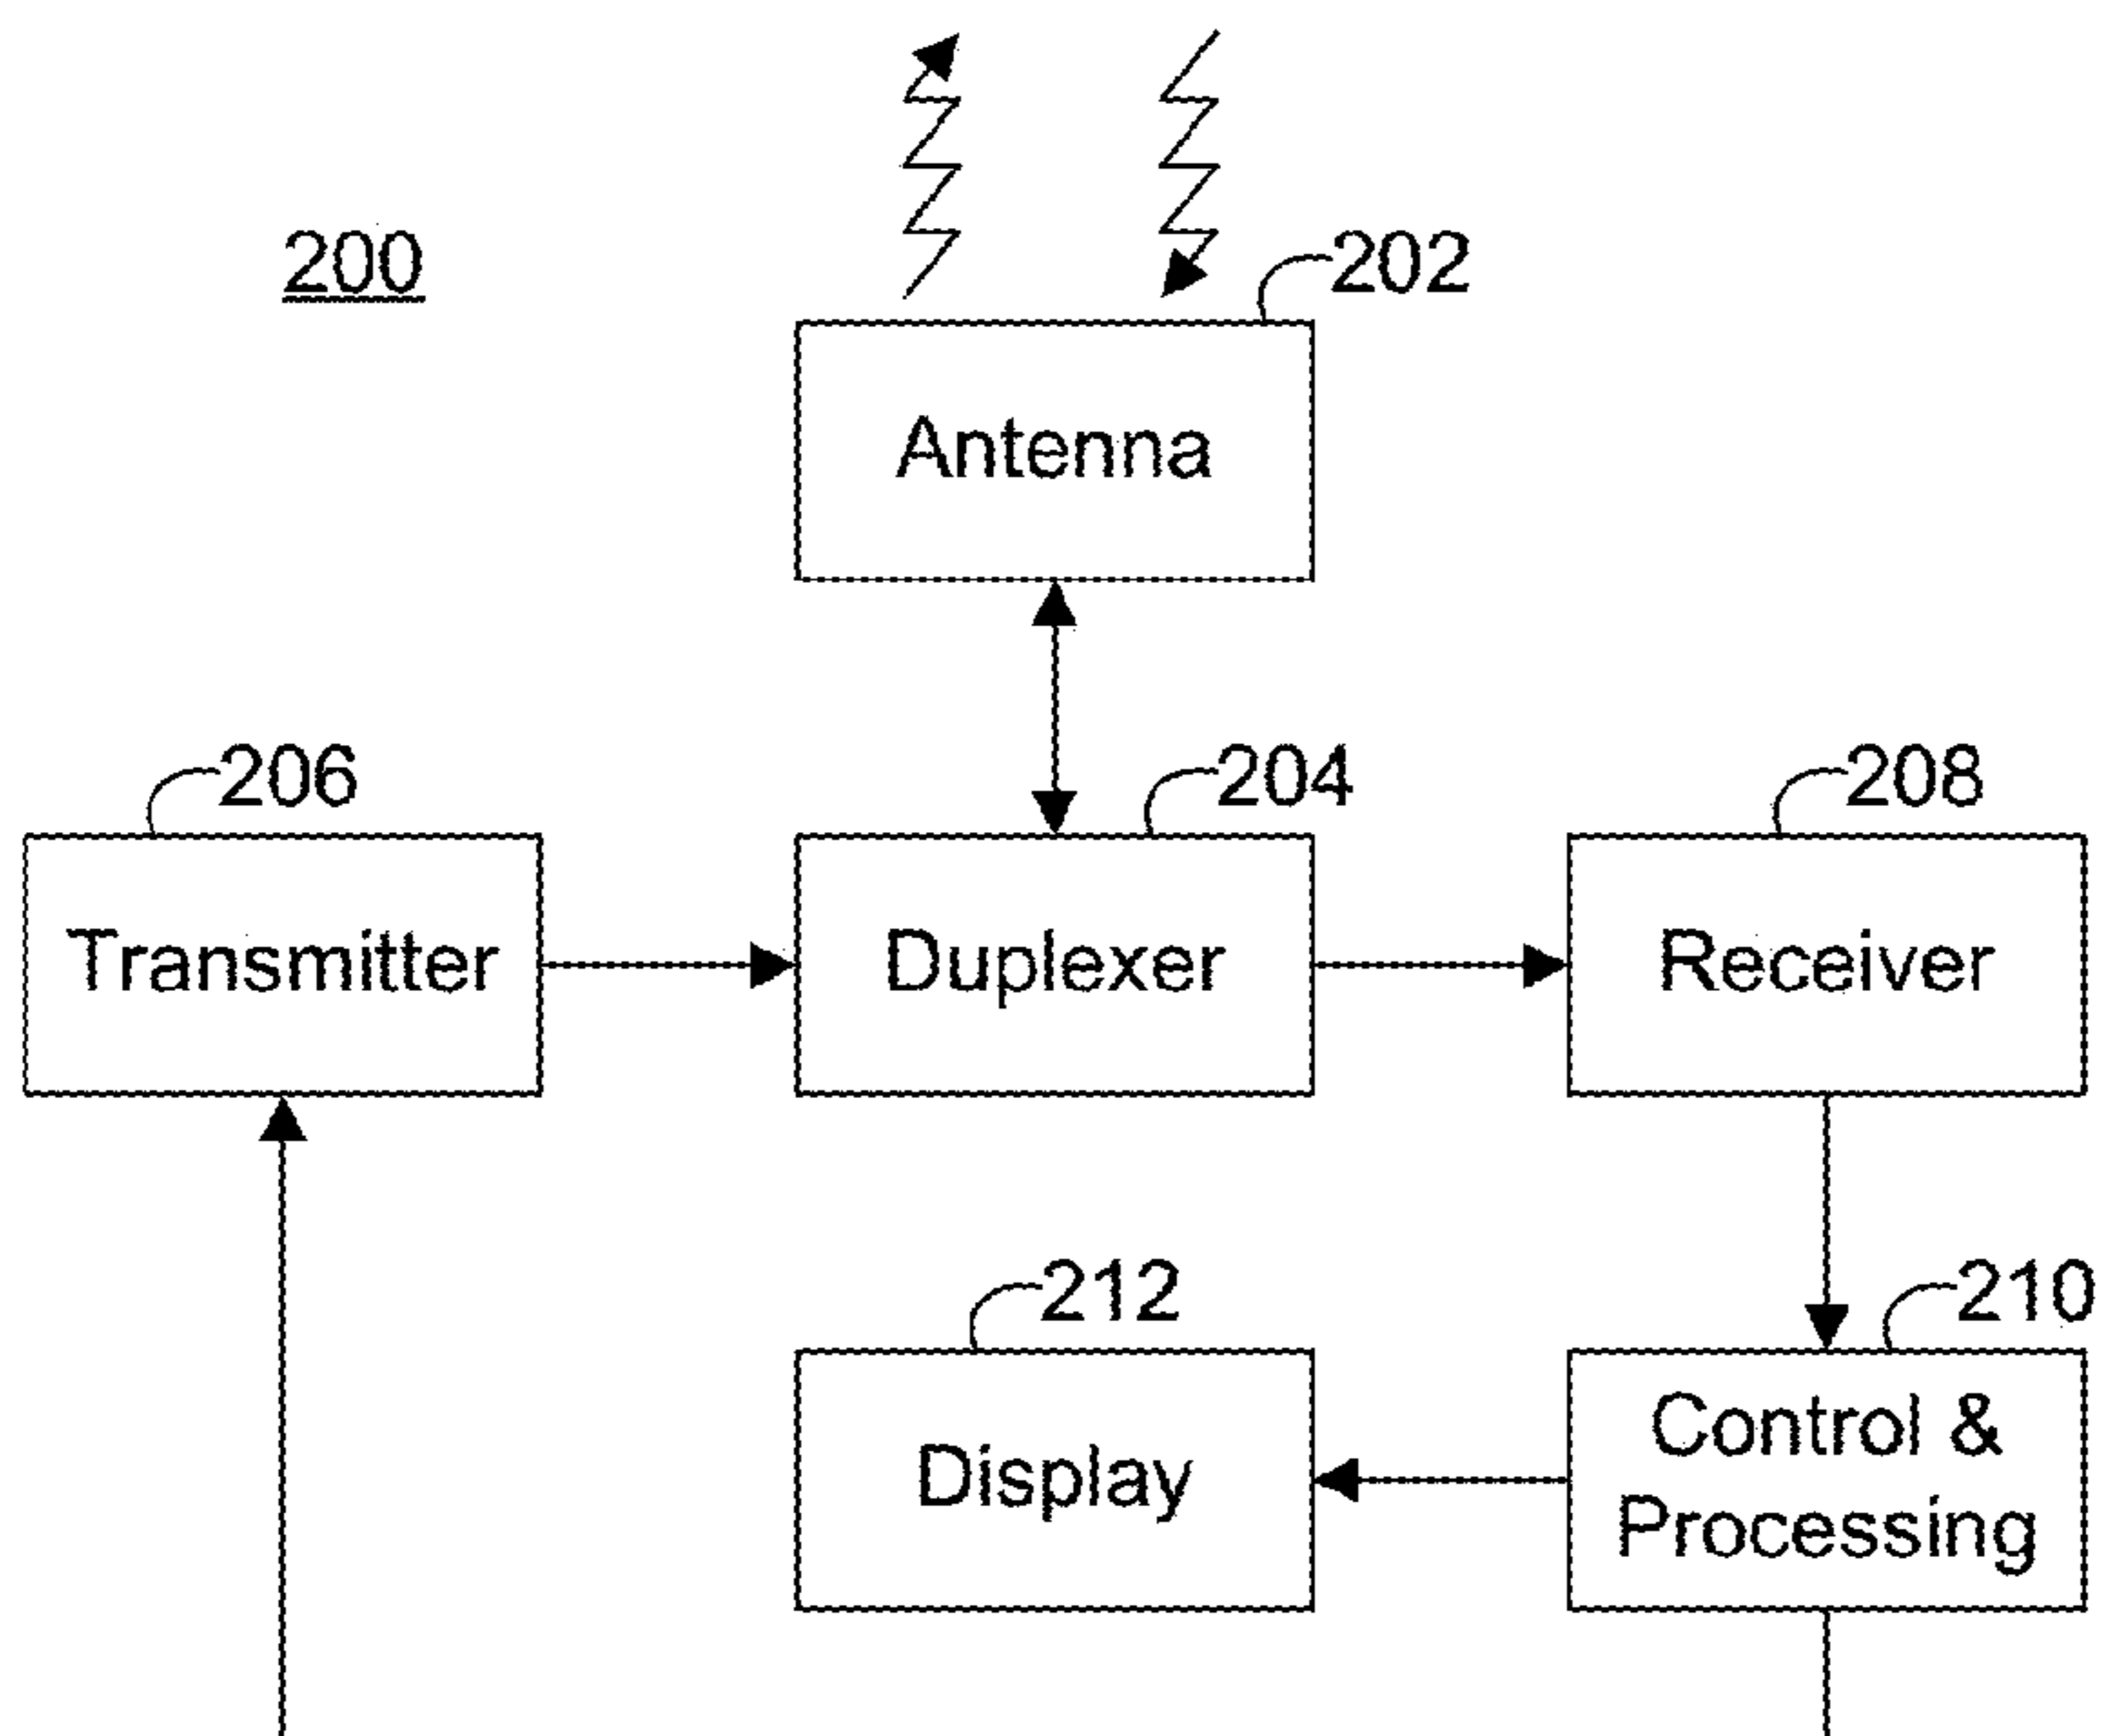 200
202
Antenna
206
204
208
Transmitter
Duplexer
Receiver
212
210
Display
Control &
Processing